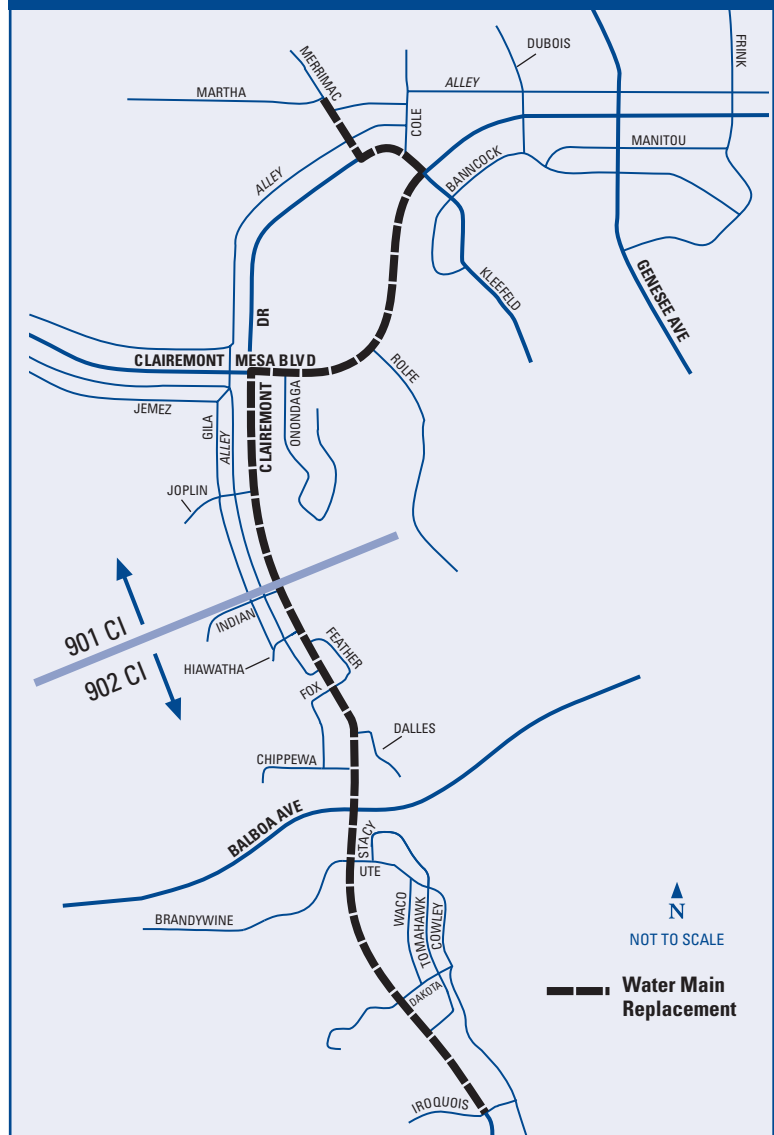 DUBOIS
FRINK
MERRIMAC
ALLEY
MARTHA
COLE
MANITOU
BANNCOCK
ALLEY
KLEEFELD
GENESEE AVE
DR
CLAIREMONT MESA BLVD
ROLFE
CLAIREMONT
ONONDAGA
JEMEZ
GILA
ALLEY
JOPLIN
901 CI
902 CI
INDIAN
FEATHER
HIAWATHA
FOX
DALLES
CHIPPEWA
BALBOA AVE
STACY
UTE
WACO
TOMAHAWK
COWLEY
BRANDYWINE
DAKOTA
IROQUOIS
N
NOT TO SCALE
Water Main
Replacement